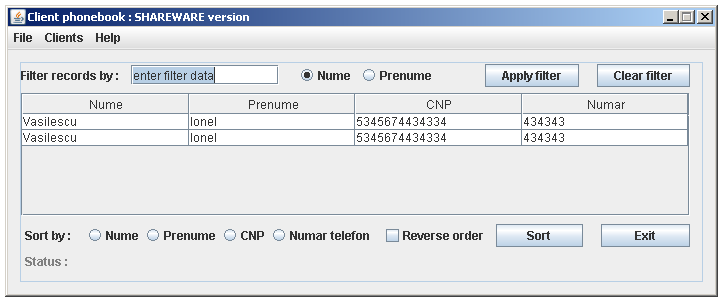 Client phonebook : SHAREWARE version
File Clients Help
Filter records by : enter filter data Nume Prenume Apply filter Clear filter
Nume Prenume CNP Numar
Vasilescu Ionel 5345674434334 434343
Vasilescu Ionel 5345674434334 434343
Sort by : Nume Prenume CNP Numar telefon Reverse order Sort Exit
Status :